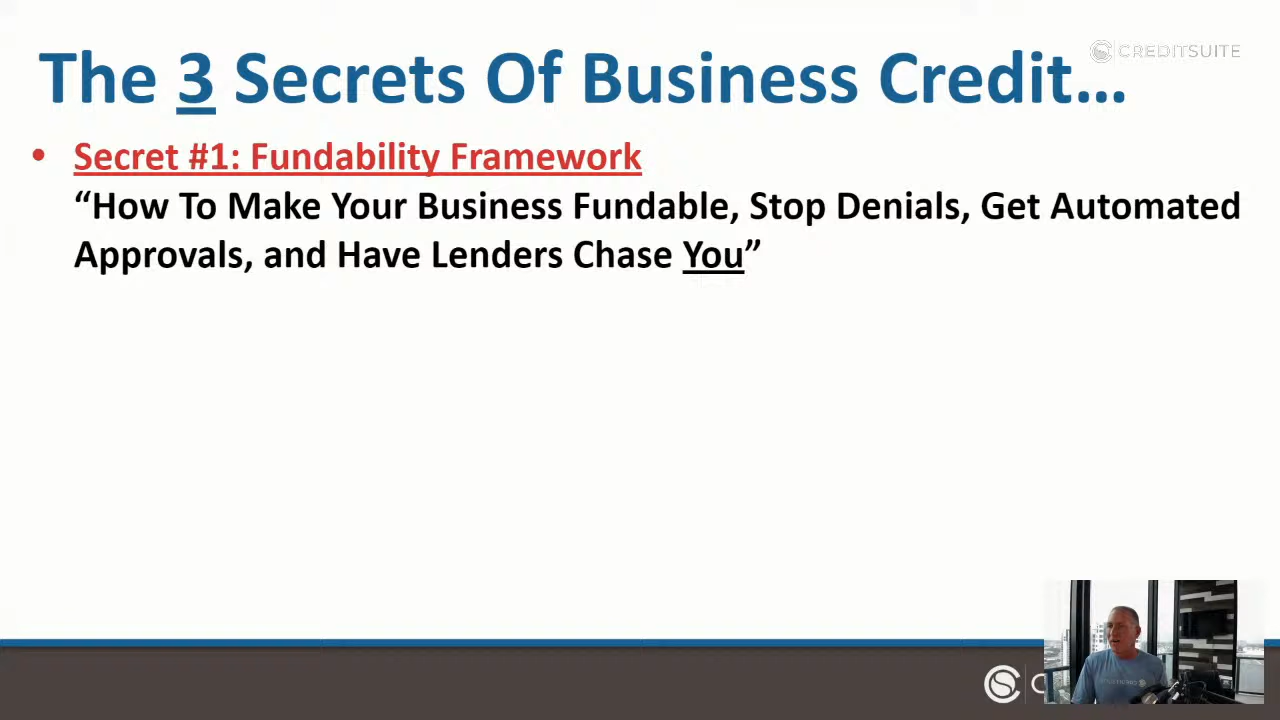 The 3 Secrets Of Business Credit...
CREDITSUITE
• Secret #1: Fundability Framework
“How To Make Your Business Fundable, Stop Denials, Get Automated
Approvals, and Have Lenders Chase You”